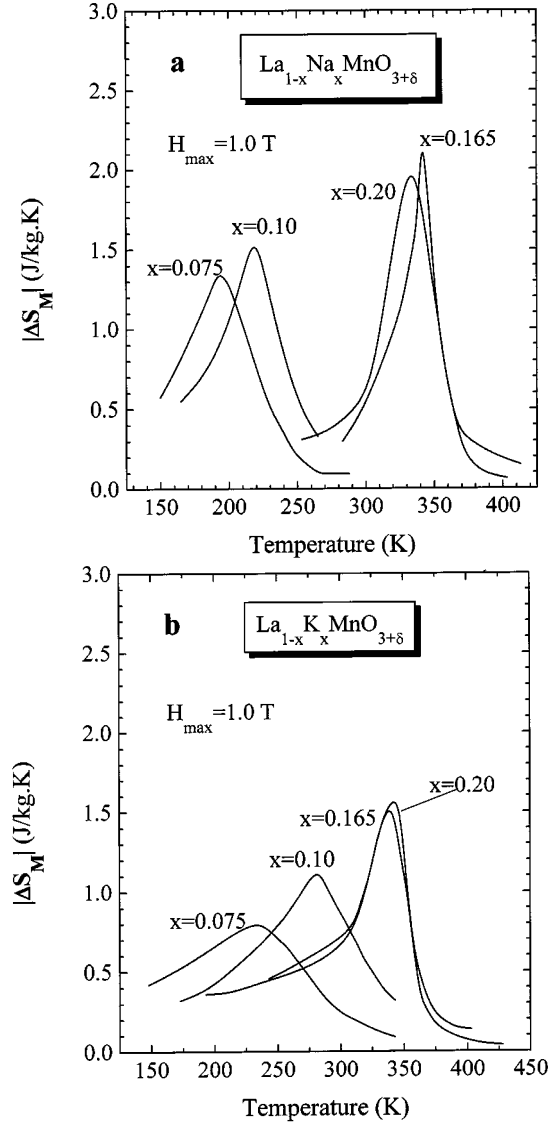 3.0
a La₁₋ₓNaₓMnO₃₊δ
2.5
Hmax=1.0 T
x=0.165
2.0
x=0.20
x=0.10
1.5
x=0.075
|ΔSM| (J/kg.K)
1.0
0.5
0.0
150 200 250 300 350 400
Temperature (K)
3.0
b La₁₋ₓKₓMnO₃₊δ
2.5
Hmax=1.0 T
2.0
x=0.20
1.5
x=0.165
x=0.10
|ΔSM| (J/kg.K)
1.0
x=0.075
0.5
0.0
150 200 250 300 350 400 450
Temperature (K)